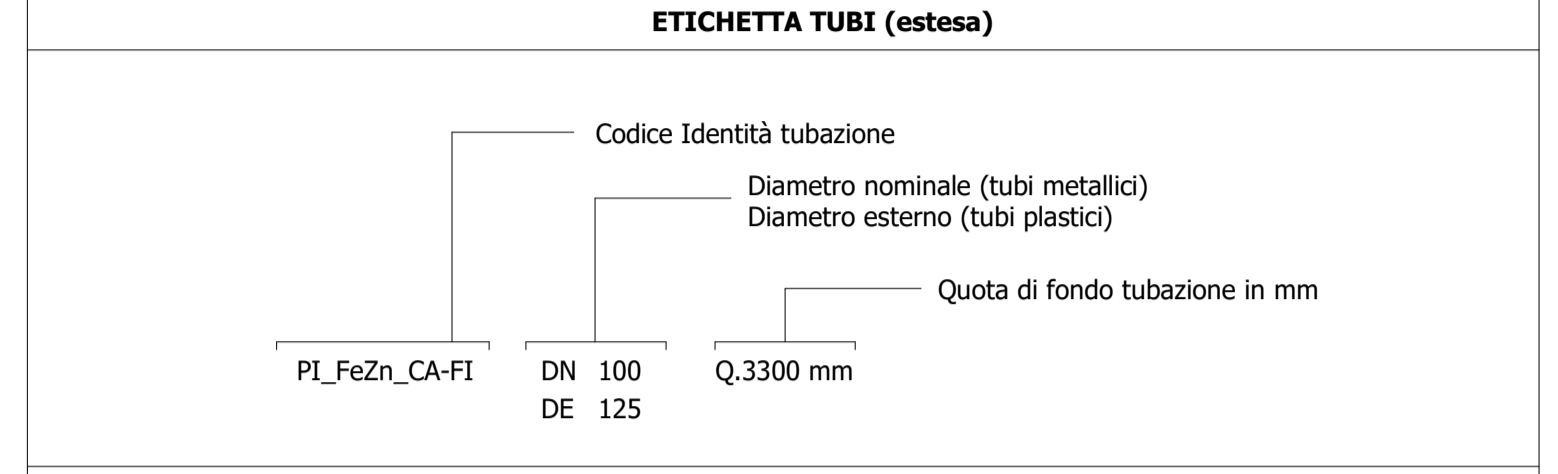 ETICHETTA TUBI (estesa)
Codice Identità tubazione
Diametro nominale (tubi metallici)
Diametro esterno (tubi plastici)
Quota di fondo tubazione in mm
PI_FeZn_CA-FI DN 100 Q.3300 mm
DE 125